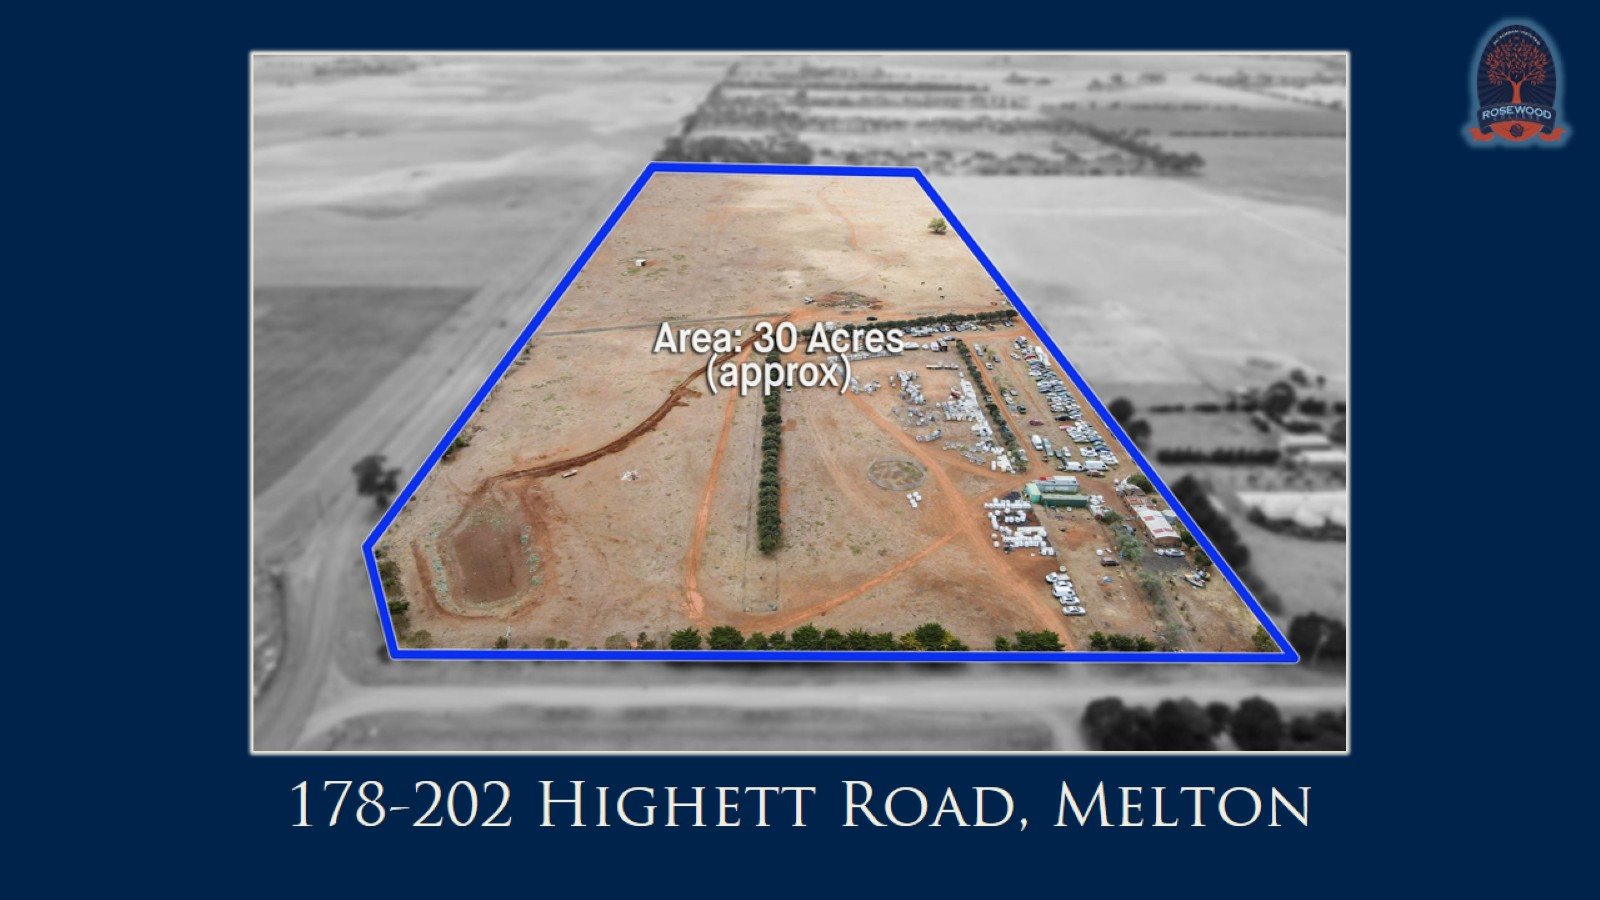 ROSEWOOD
Area: 30 Acres
(approx)
178-202 Highett Road, Melton